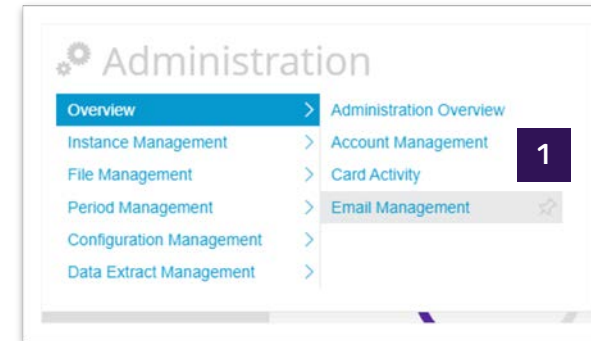 Administration
Overview
Instance Management
File Management
Period Management
Configuration Management
Data Extract Management
Administration Overview
Account Management
Card Activity
Email Management
1